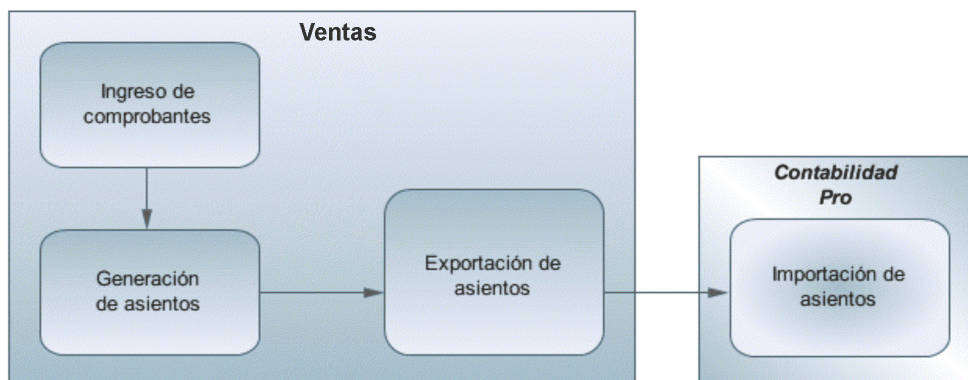 Ventas
Ingreso de
comprobantes
Generación
de asientos
Exportación de
asientos
Contabilidad
Pro
Importación de
asientos